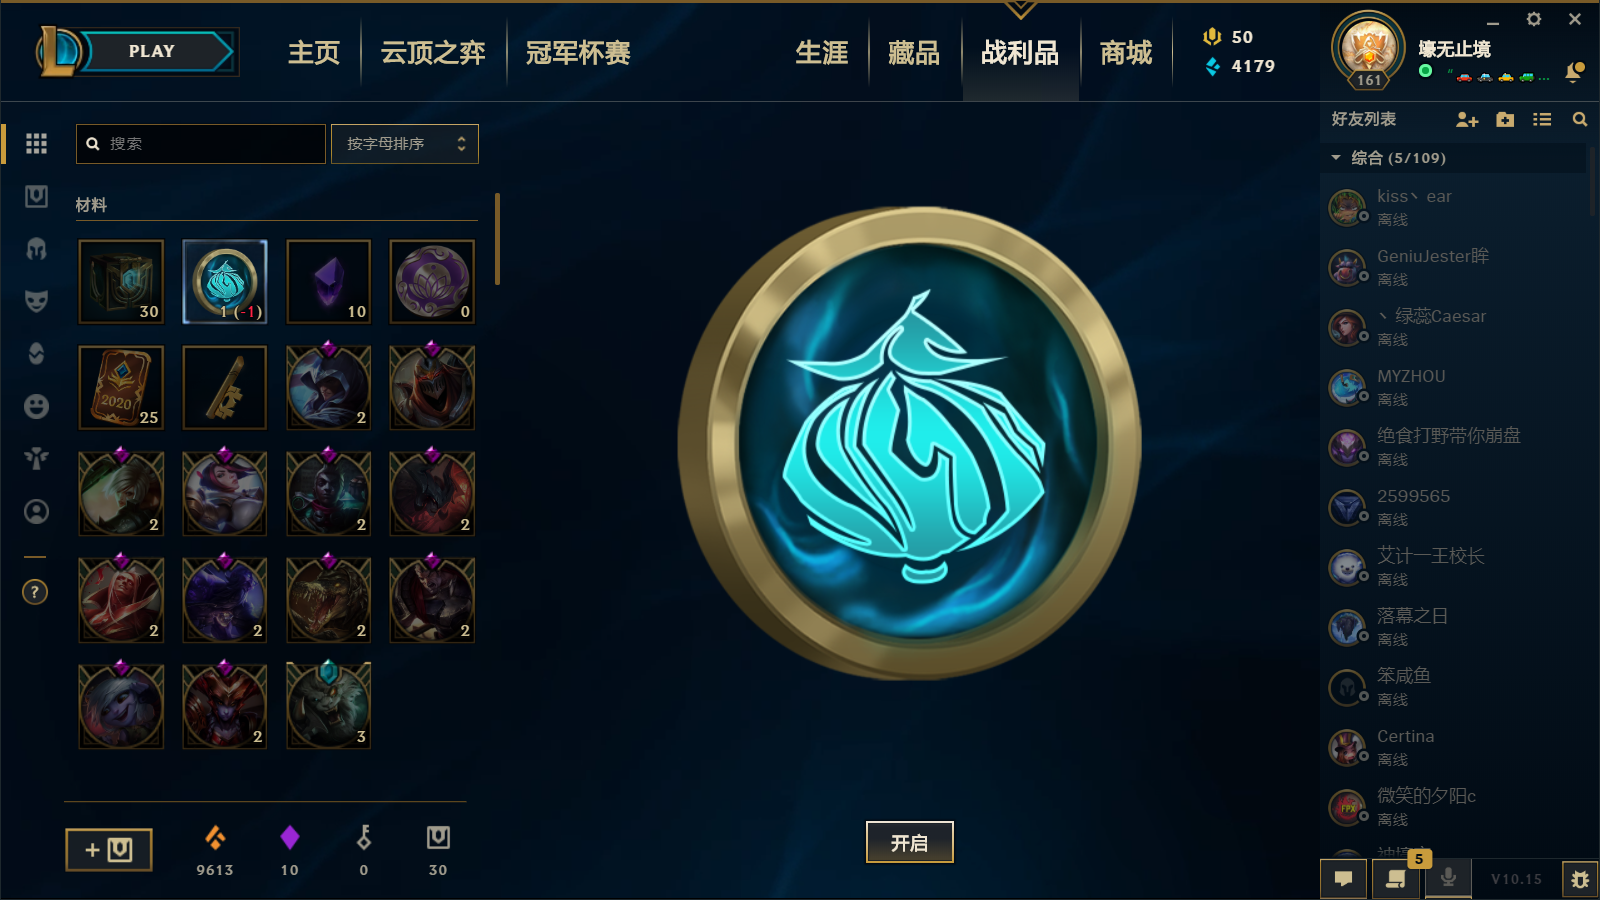 PLAY
主页
云顶之弈
冠军杯赛
生涯
藏品
战利品
商城
50
4179
161
壕无止境
搜索
按字母排序
材料
30
1 (-1)
10
0
2020
25
2
2
2
2
2
2
2
2
2
2
3
9613
10
0
30
开启
好友列表
综合 (5/109)
kiss丶 ear
离线
GeniuJester眸
离线
丶绿蕊Caesar
离线
MYZHOU
离线
绝食打野带你崩盘
离线
2599565
离线
艾计一王校长
离线
落幕之日
离线
笨咸鱼
离线
Certina
离线
微笑的夕阳c
离线
FPX
5
V10.15
?